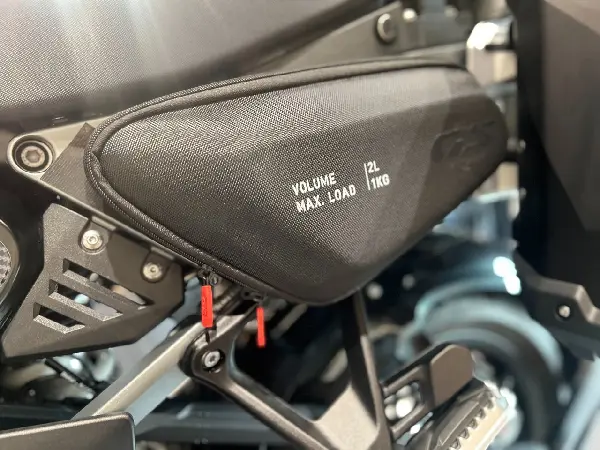 VOLUME | 2L
MAX. LOAD | 1KG